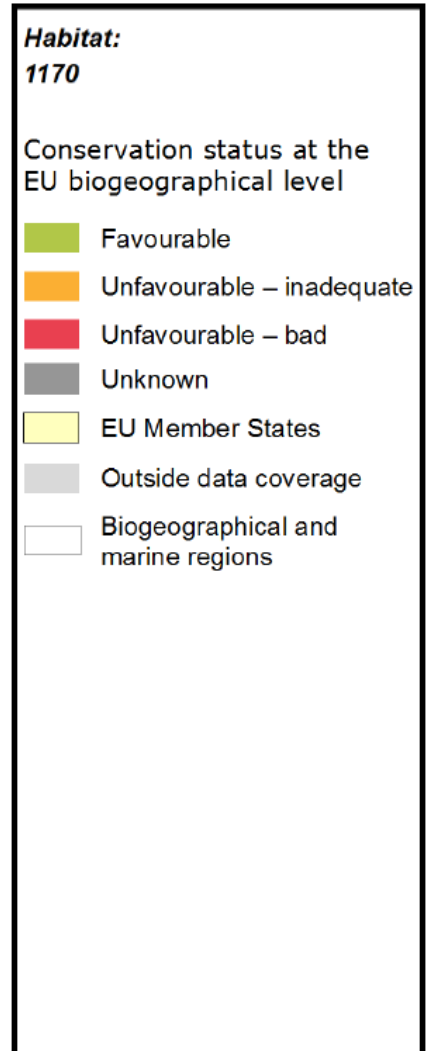 Habitat:
1170
Conservation status at the
EU biogeographical level
Favourable
Unfavourable – inadequate
Unfavourable – bad
Unknown
EU Member States
Outside data coverage
Biogeographical and
marine regions